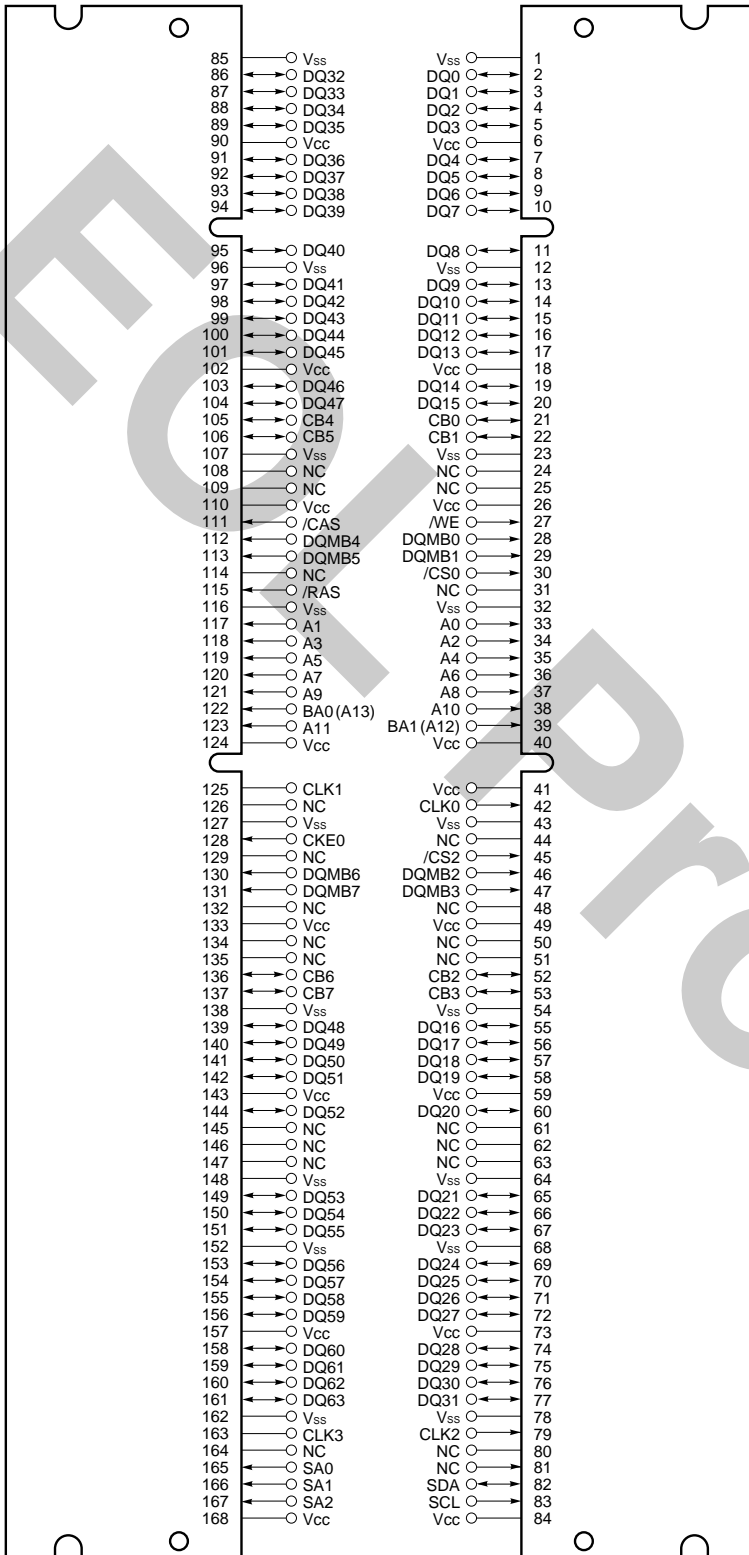 85 Vss Vss 1
86 DQ32 DQ0 2
87 DQ33 DQ1 3
88 DQ34 DQ2 4
89 DQ35 DQ3 5
90 Vcc Vcc 6
91 DQ36 DQ4 7
92 DQ37 DQ5 8
93 DQ38 DQ6 9
94 DQ39 DQ7 10
95 DQ40 DQ8 11
96 Vss Vss 12
97 DQ41 DQ9 13
98 DQ42 DQ10 14
99 DQ43 DQ11 15
100 DQ44 DQ12 16
101 DQ45 DQ13 17
102 Vcc Vcc 18
103 DQ46 DQ14 19
104 DQ47 DQ15 20
105 CB4 CB0 21
106 CB5 CB1 22
107 Vss Vss 23
108 NC NC 24
109 NC NC 25
110 Vcc Vcc 26
111 /CAS /WE 27
112 DQMB4 DQMB0 28
113 DQMB5 DQMB1 29
114 NC /CS0 30
115 /RAS NC 31
116 Vss Vss 32
117 A1 A0 33
118 A3 A2 34
119 A5 A4 35
120 A7 A6 36
121 A9 A8 37
122 BA0 (A13) A10 38
123 A11 BA1 (A12) 39
124 Vcc Vcc 40
125 CLK1 Vcc 41
126 NC CLK0 42
127 Vss Vss 43
128 CKE0 NC 44
129 NC /CS2 45
130 DQMB6 DQMB2 46
131 DQMB7 DQMB3 47
132 NC NC 48
133 Vcc Vcc 49
134 NC NC 50
135 NC NC 51
136 CB6 CB2 52
137 CB7 CB3 53
138 Vss Vss 54
139 DQ48 DQ16 55
140 DQ49 DQ17 56
141 DQ50 DQ18 57
142 DQ51 DQ19 58
143 Vcc Vcc 59
144 DQ52 DQ20 60
145 NC NC 61
146 NC NC 62
147 NC NC 63
148 Vss Vss 64
149 DQ53 DQ21 65
150 DQ54 DQ22 66
151 DQ55 DQ23 67
152 Vss Vss 68
153 DQ56 DQ24 69
154 DQ57 DQ25 70
155 DQ58 DQ26 71
156 DQ59 DQ27 72
157 Vcc Vcc 73
158 DQ60 DQ28 74
159 DQ61 DQ29 75
160 DQ62 DQ30 76
161 DQ63 DQ31 77
162 Vss Vss 78
163 CLK3 CLK2 79
164 NC NC 80
165 SA0 NC 81
166 SA1 SDA 82
167 SA2 SCL 83
168 Vcc Vcc 84
EOL Pro